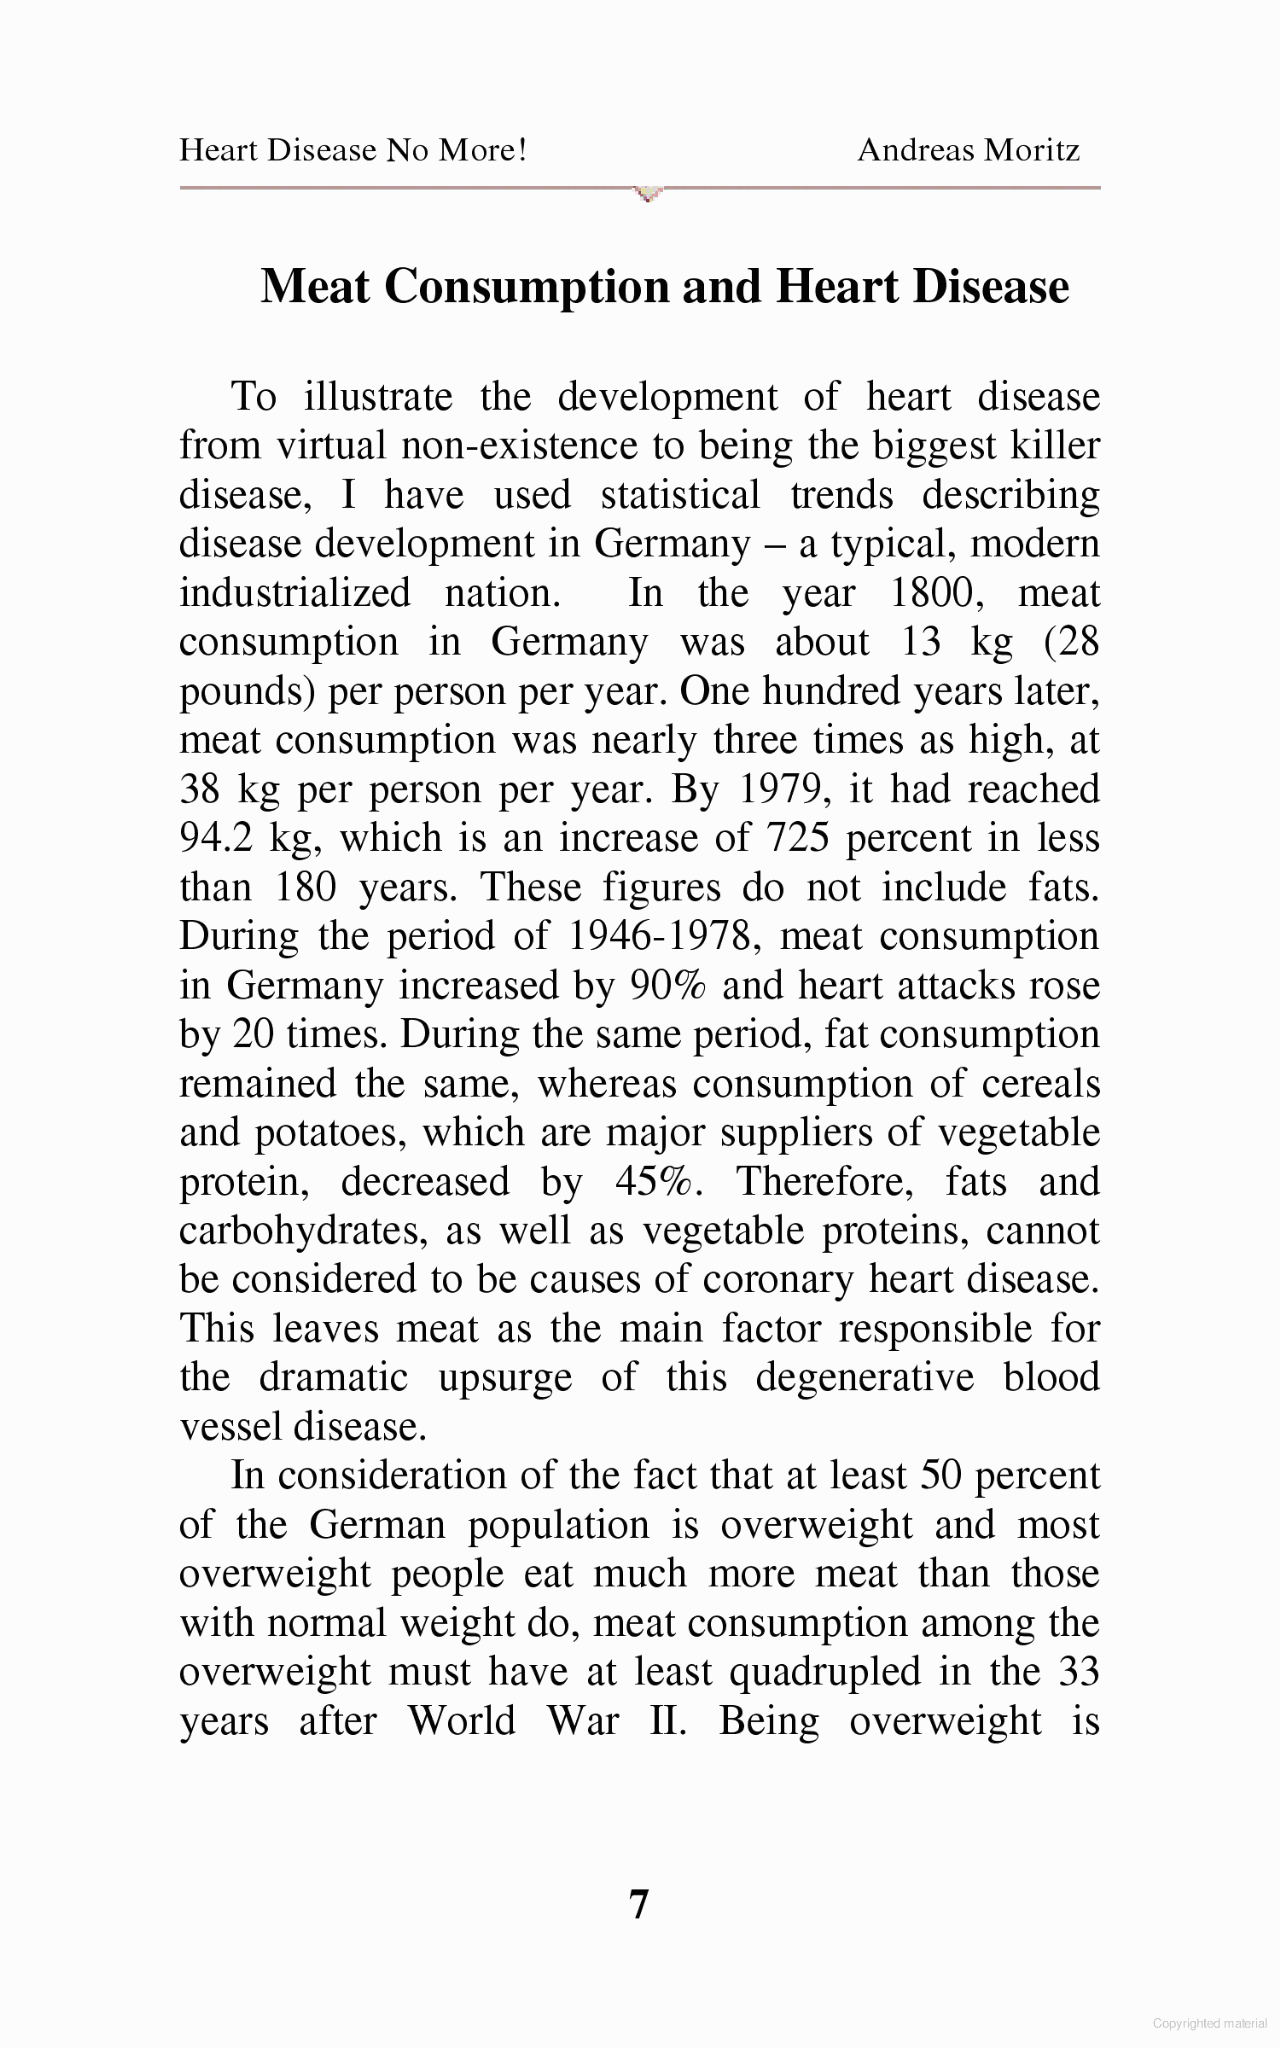 Heart Disease No More! Andreas Moritz
Meat Consumption and Heart Disease
To illustrate the development of heart disease
from virtual non-existence to being the biggest killer
disease, I have used statistical trends describing
disease development in Germany – a typical, modern
industrialized nation. In the year 1800, meat
consumption in Germany was about 13 kg (28
pounds) per person per year. One hundred years later,
meat consumption was nearly three times as high, at
38 kg per person per year. By 1979, it had reached
94.2 kg, which is an increase of 725 percent in less
than 180 years. These figures do not include fats.
During the period of 1946-1978, meat consumption
in Germany increased by 90% and heart attacks rose
by 20 times. During the same period, fat consumption
remained the same, whereas consumption of cereals
and potatoes, which are major suppliers of vegetable
protein, decreased by 45%. Therefore, fats and
carbohydrates, as well as vegetable proteins, cannot
be considered to be causes of coronary heart disease.
This leaves meat as the main factor responsible for
the dramatic upsurge of this degenerative blood
vessel disease.
In consideration of the fact that at least 50 percent
of the German population is overweight and most
overweight people eat much more meat than those
with normal weight do, meat consumption among the
overweight must have at least quadrupled in the 33
years after World War II. Being overweight is
7
Copyrighted material